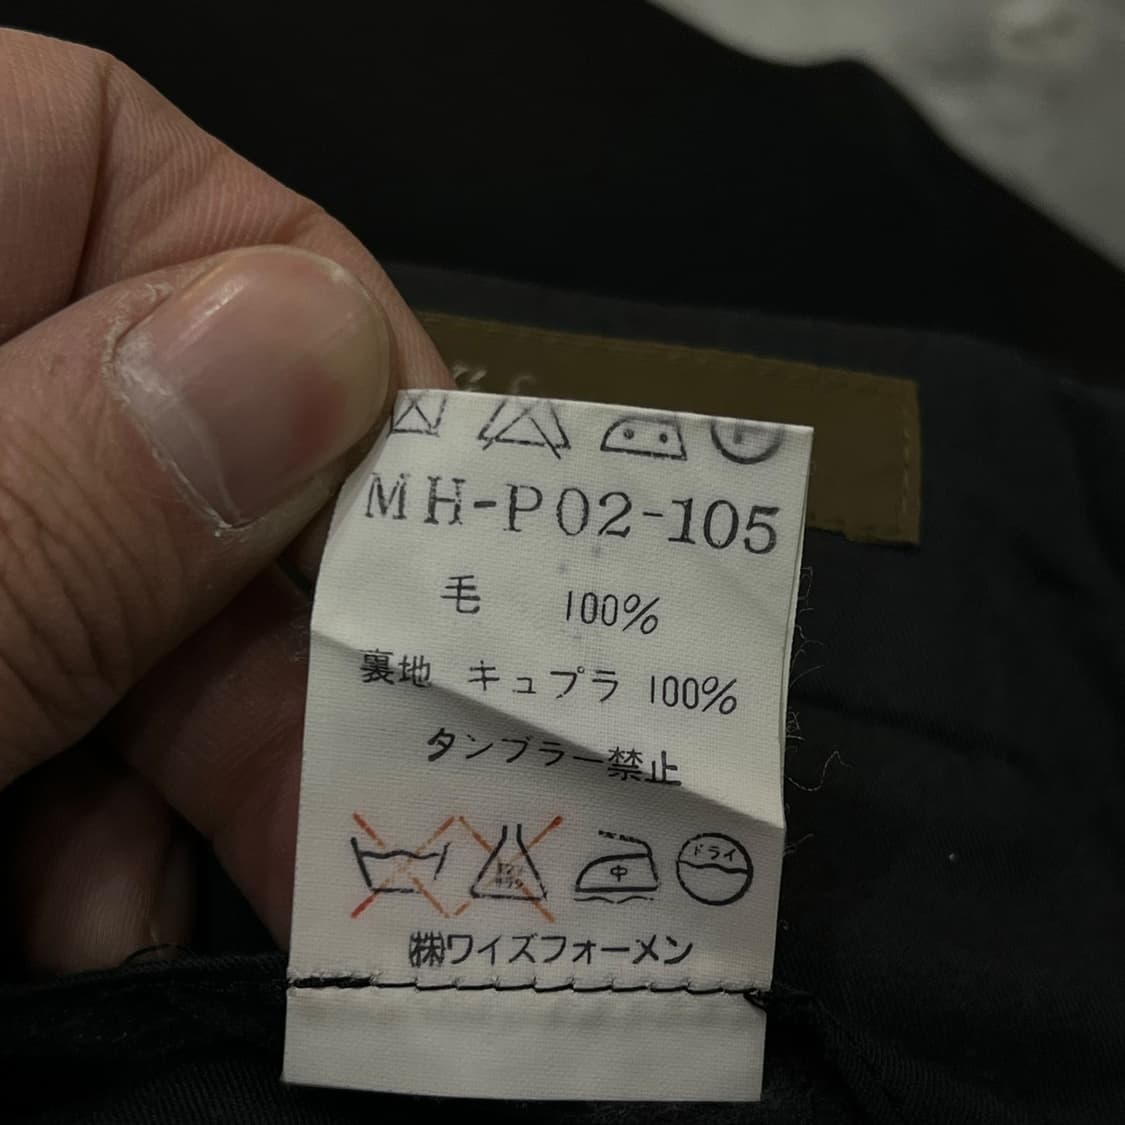 MH-P02-105
毛 100%
裏地 キュプラ 100%
タンブラー禁止
中 ドライ
㈱ワイズフォーメン